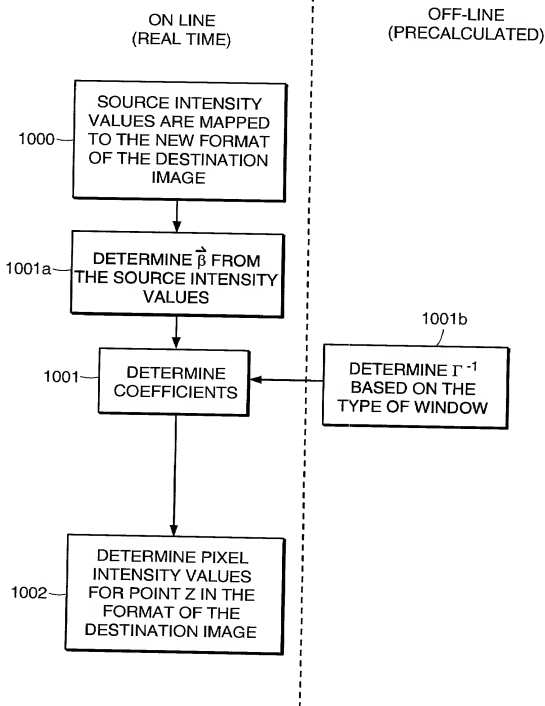 ON LINE
(REAL TIME)
OFF-LINE
(PRECALCULATED)
1000
SOURCE INTENSITY
VALUES ARE MAPPED
TO THE NEW FORMAT
OF THE DESTINATION
IMAGE
1001a
DETERMINE β⃗ FROM
THE SOURCE INTENSITY
VALUES
1001b
1001
DETERMINE
COEFFICIENTS
DETERMINE Γ⁻¹
BASED ON THE
TYPE OF WINDOW
1002
DETERMINE PIXEL
INTENSITY VALUES
FOR POINT Z IN THE
FORMAT OF THE
DESTINATION IMAGE